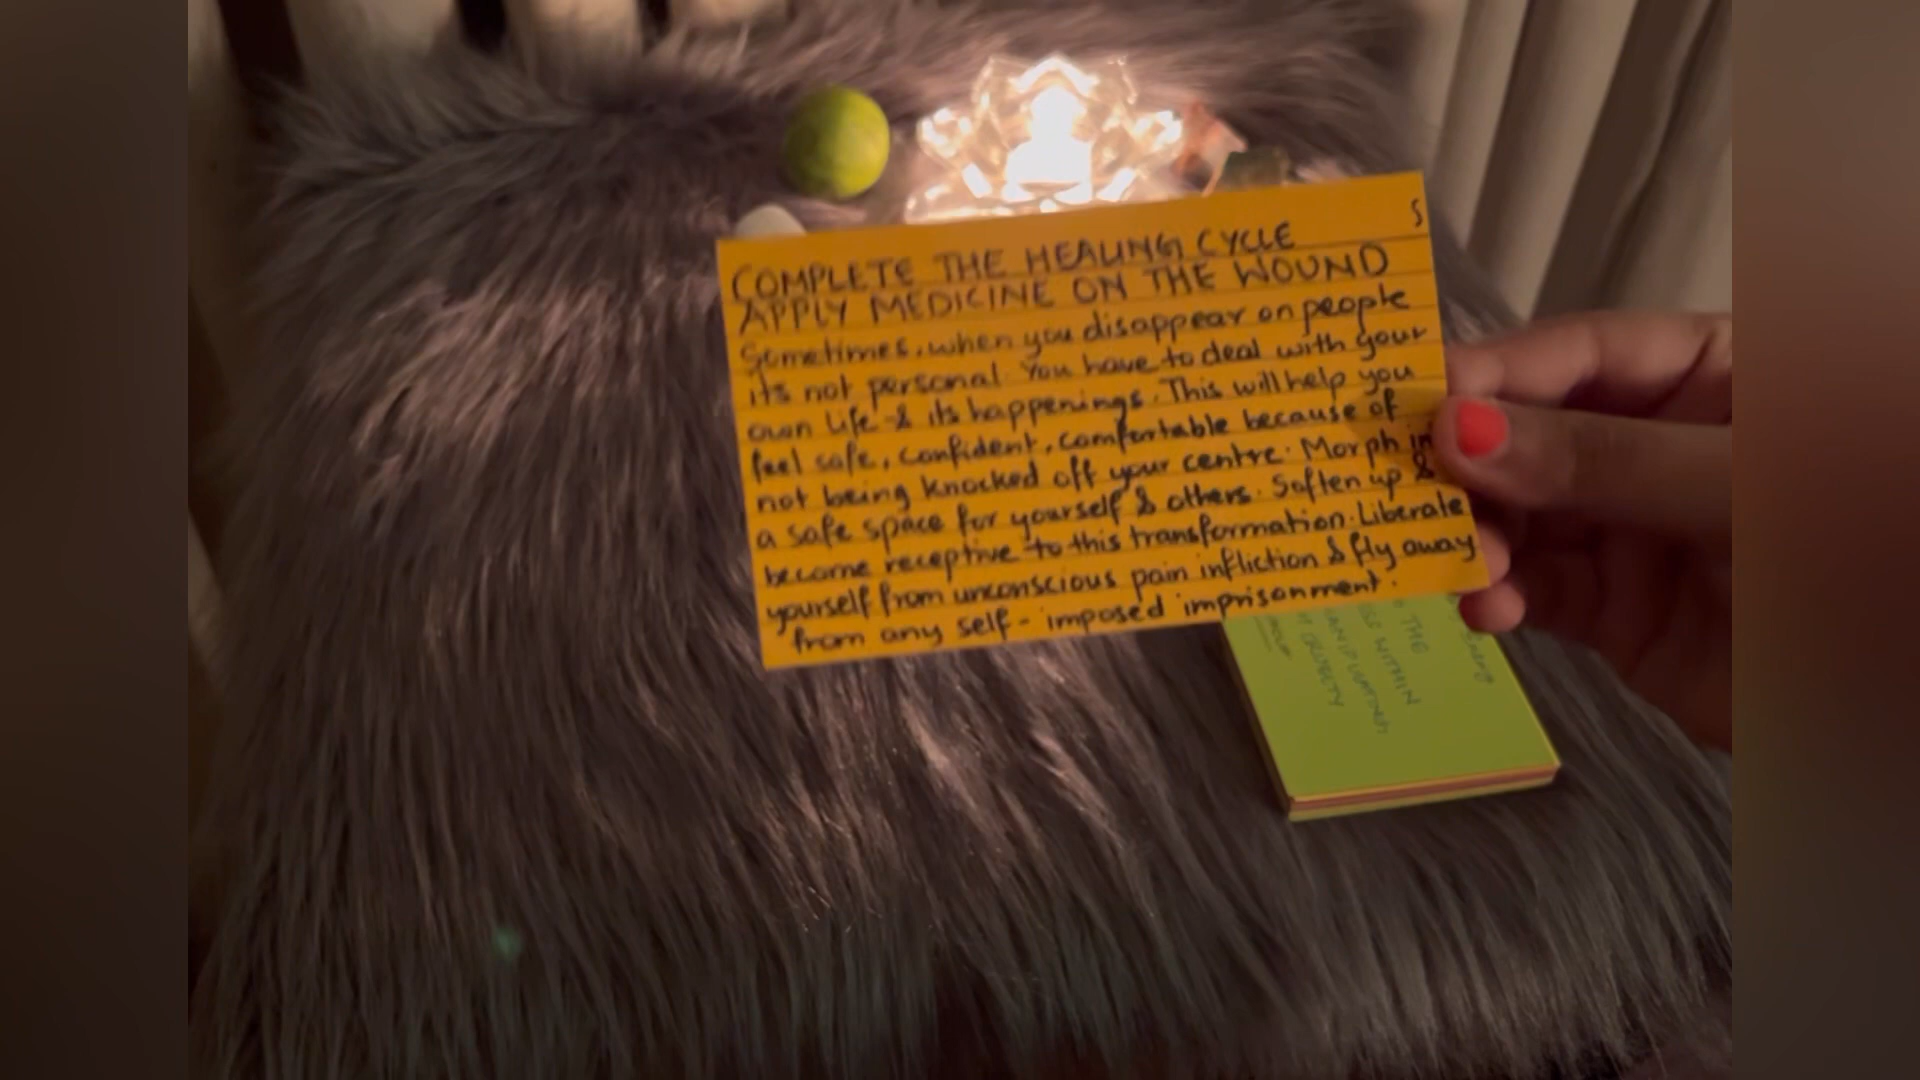 S
COMPLETE THE HEALING CYCLE
APPLY MEDICINE ON THE WOUND
Sometimes, when you disappear on people
its not personal. You have to deal with your
own life & its happenings. This will help you
feel safe, confident, comfortable because of
not being knocked off your centre. Morph in
a safe space for yourself & others. Soften up &
become receptive to this transformation. Liberate
yourself from unconscious pain infliction & fly away
from any self-imposed imprisonment.
THE
WITHIN